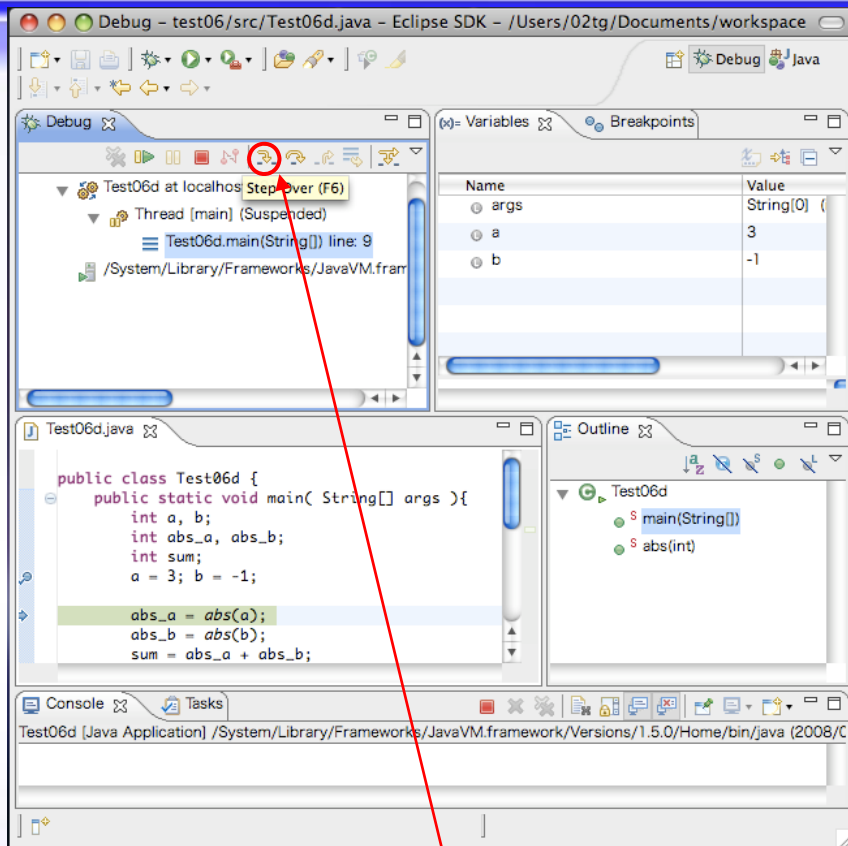 Debug - test06/src/Test06d.java - Eclipse SDK - /Users/02tg/Documents/workspace
Debug
Java
Debug
Test06d at localhos
Step Over (F6)
Thread [main] (Suspended)
Test06d.main(String[]) line: 9
/System/Library/Frameworks/JavaVM.fram
(x)= Variables
Breakpoints
Name Value
args String[0] (
a 3
b -1
Test06d.java
public class Test06d {
public static void main( String[] args ){
int a, b;
int abs_a, abs_b;
int sum;
a = 3; b = -1;
abs_a = abs(a);
abs_b = abs(b);
sum = abs_a + abs_b;
Outline
Test06d
S main(String[])
S abs(int)
Console
Tasks
Test06d [Java Application] /System/Library/Frameworks/JavaVM.framework/Versions/1.5.0/Home/bin/java (2008/0